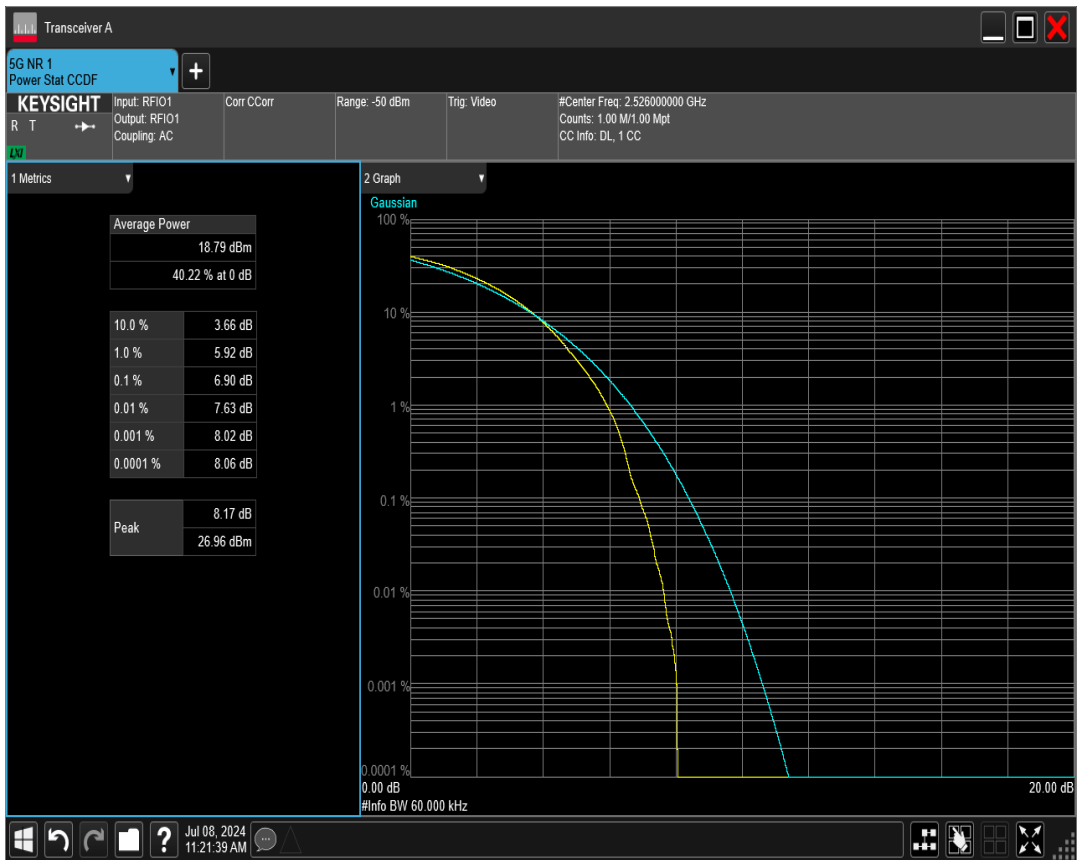 Transceiver A
5G NR 1
Power Stat CCDF
KEYSIGHT
R T
LXI
Input: RFIO1
Output: RFIO1
Coupling: AC
Corr CCorr
Range: -50 dBm
Trig: Video
#Center Freq: 2.526000000 GHz
Counts: 1.00 M/1.00 Mpt
CC Info: DL, 1 CC
1 Metrics
Average Power
18.79 dBm
40.22 % at 0 dB
10.0 % 3.66 dB
1.0 % 5.92 dB
0.1 % 6.90 dB
0.01 % 7.63 dB
0.001 % 8.02 dB
0.0001 % 8.06 dB
Peak
8.17 dB
26.96 dBm
2 Graph
Gaussian
100 %
10 %
1 %
0.1 %
0.01 %
0.001 %
0.0001 %
0.00 dB
20.00 dB
#Info BW 60.000 kHz
Jul 08, 2024
11:21:39 AM